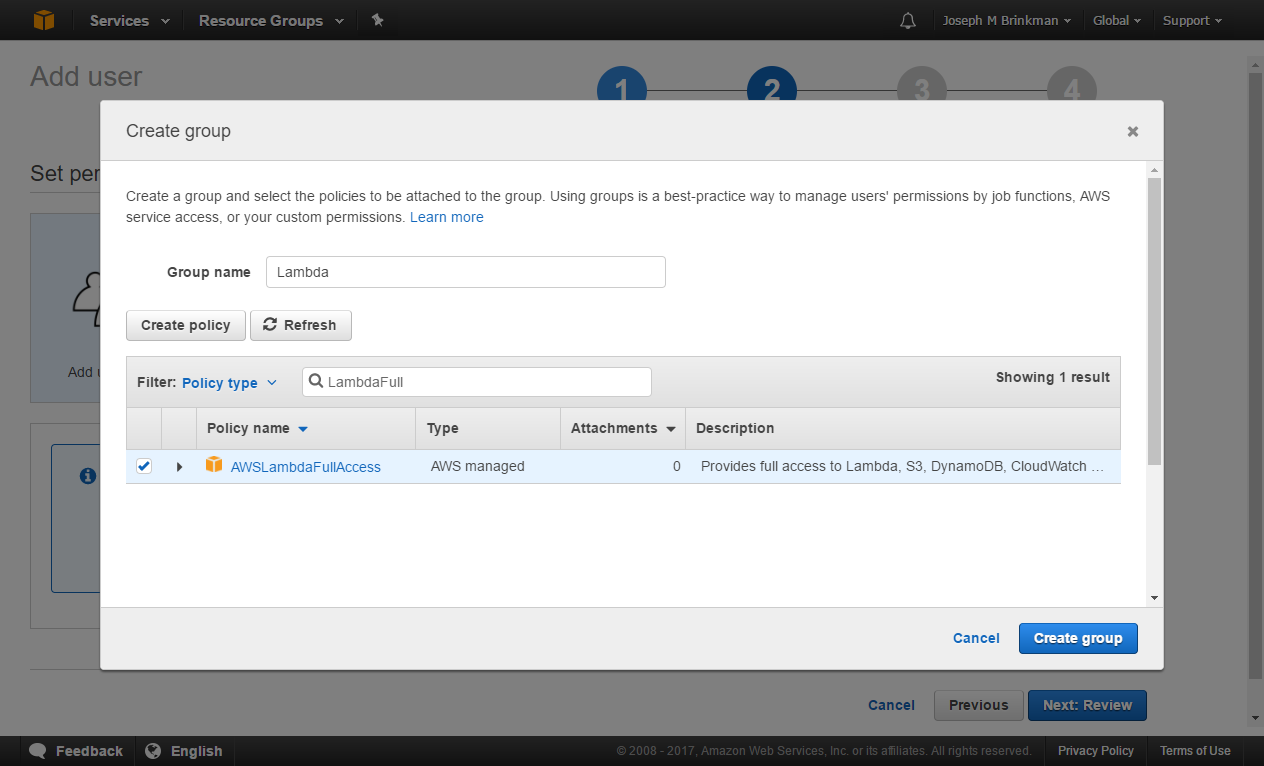 Services Resource Groups Joseph M Brinkman Global Support
Add user
1 2 3 4
Create group
Set per
Create a group and select the policies to be attached to the group. Using groups is a best-practice way to manage users' permissions by job functions, AWS
service access, or your custom permissions. Learn more
Group name Lambda
Create policy Refresh
Add u
Filter: Policy type LambdaFull Showing 1 result
Policy name Type Attachments Description
AWSLambdaFullAccess AWS managed 0 Provides full access to Lambda, S3, DynamoDB, CloudWatch …
Cancel Create group
Cancel Previous Next: Review
Feedback English © 2008 - 2017, Amazon Web Services, Inc. or its affiliates. All rights reserved. Privacy Policy Terms of Use